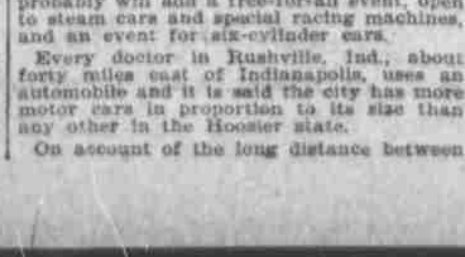 probably will add a free-for-all event, open
to steam cars and special racing machines,
and an event for six-cylinder cars.
Every doctor in Rushville, Ind., about
forty miles east of Indianapolis, uses an
automobile and it is said the city has more
motor cars in proportion to its size than
any other in the Hoosier state.
On account of the long distance between